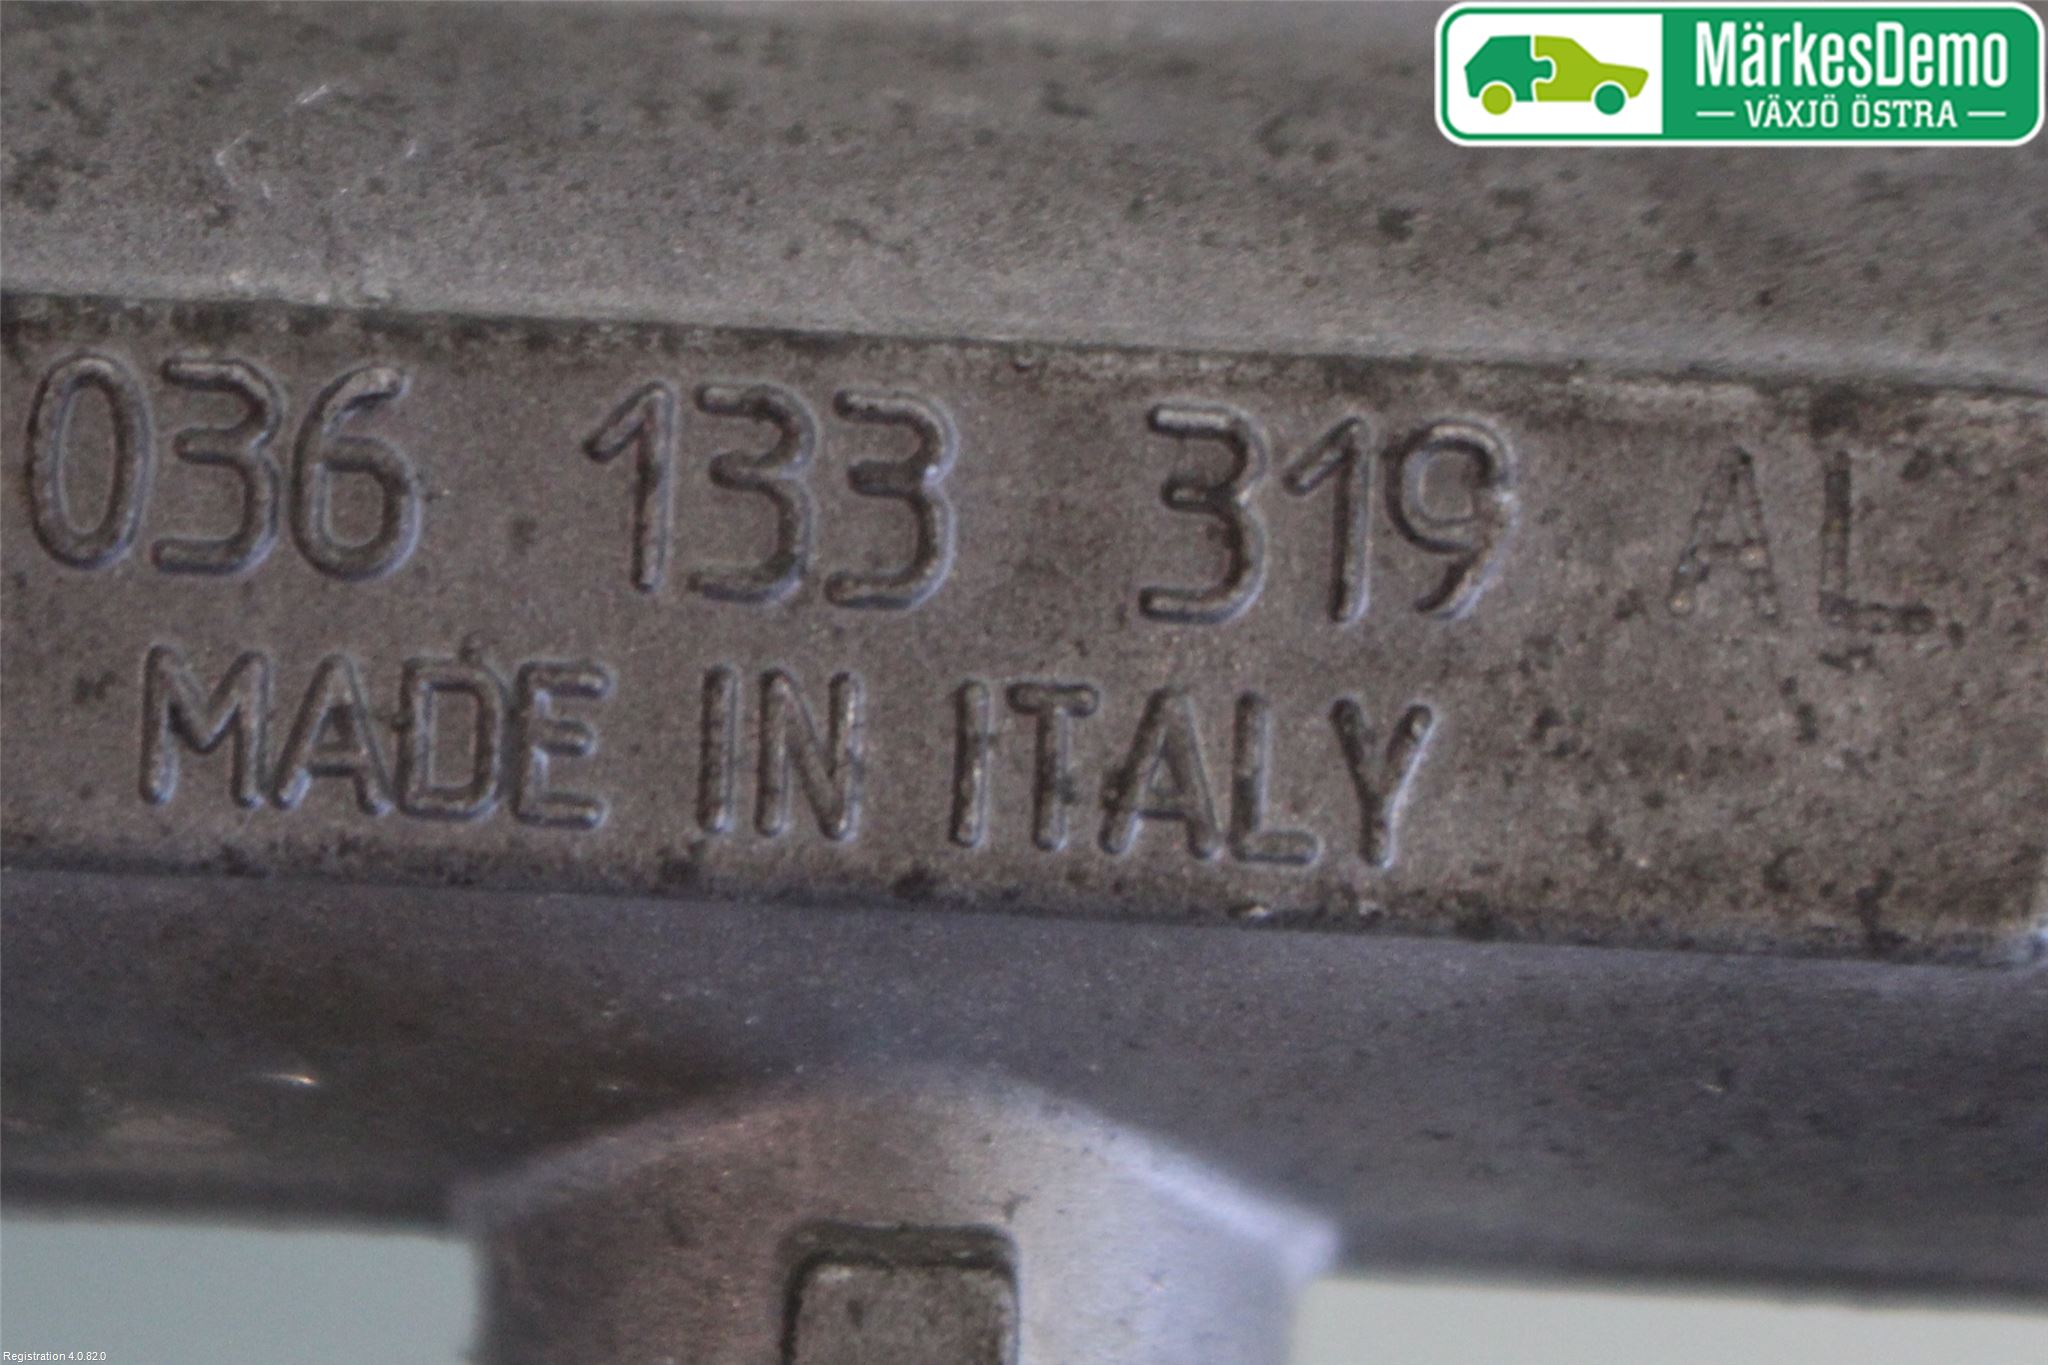 MärkesDemo
VÄXJÖ ÖSTRA
036 133 319 AL
MADE IN ITALY
Registration 4.0.82.0